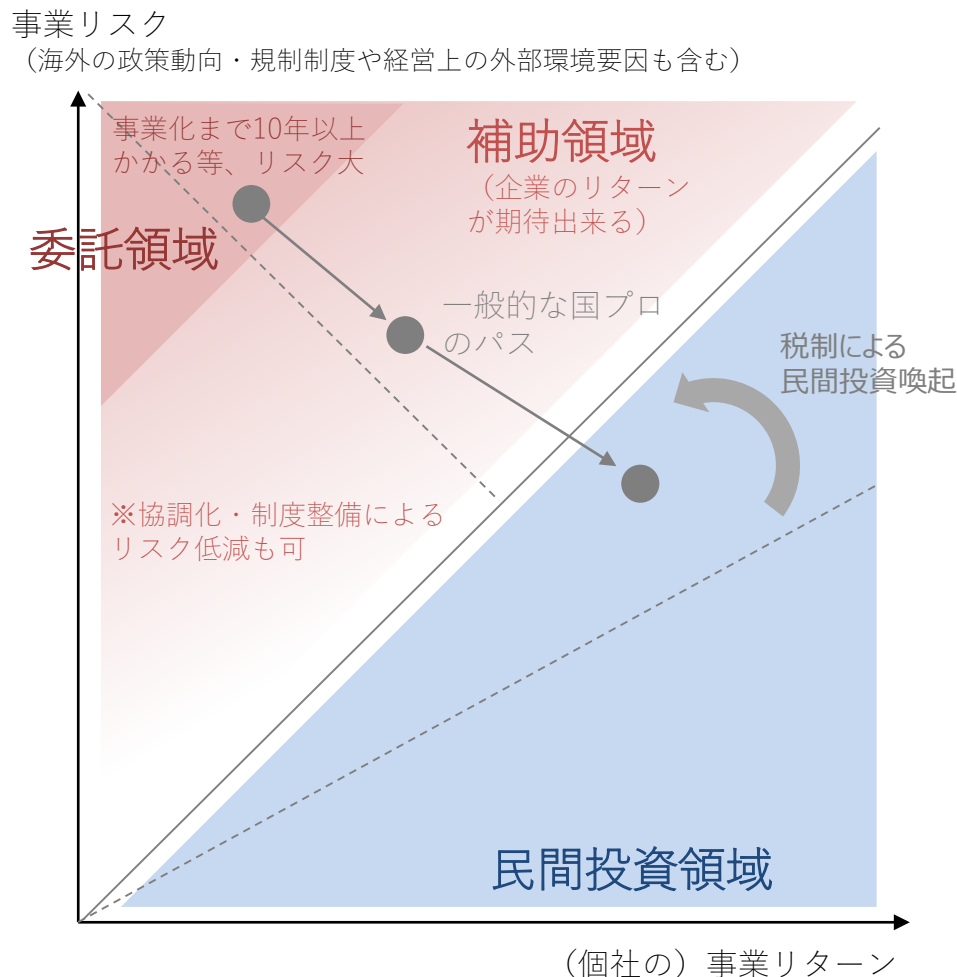 事業リスク
（海外の政策動向・規制制度や経営上の外部環境要因も含む）
事業化まで10年以上
かかる等、リスク大
補助領域
（企業のリターン
が期待出来る）
委託領域
一般的な国プロ
のパス
税制による
民間投資喚起
※協調化・制度整備による
リスク低減も可
民間投資領域
（個社の）事業リターン